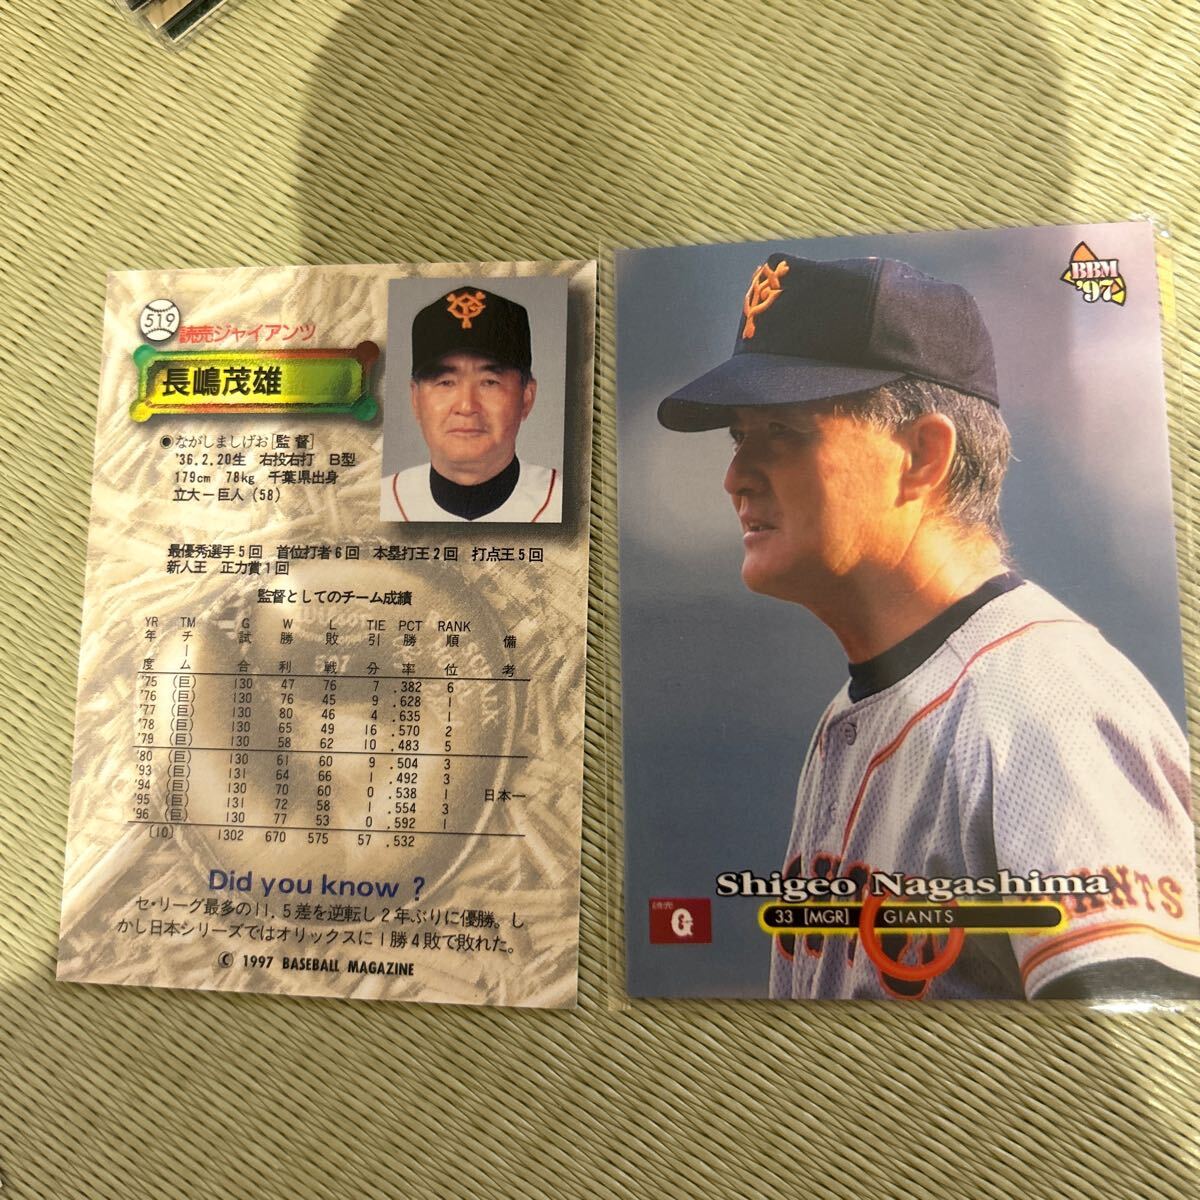 519
読売ジャイアンツ
長嶋茂雄
◉ながしましげお[監督]
'36.2.20生 右投右打 B型
179cm 78kg 千葉県出身
立大ー巨人(58)
最優秀選手5回 首位打者6回 本塁打王2回 打点王5回
新人王 正力賞1回
監督としてのチーム成績
YR TM G W L TIE PCT RANK
年度 チーム 試合 勝利 敗戦 引分 勝率 順位 備考
'75 (巨) 130 47 76 7 .382 6
'76 (巨) 130 76 45 9 .628 1
'77 (巨) 130 80 46 4 .635 1
'78 (巨) 130 65 49 16 .570 2
'79 (巨) 130 58 62 10 .483 5
'80 (巨) 130 61 60 9 .504 3
'93 (巨) 131 64 66 1 .492 3
'94 (巨) 130 70 60 0 .538 1 日本一
'95 (巨) 131 72 58 1 .554 3
'96 (巨) 130 77 53 0 .592 1
(10) 1302 670 575 57 .532
Did you know ?
セ・リーグ最多の11.5差を逆転し2年ぶりに優勝。し
かし日本シリーズではオリックスに1勝4敗で敗れた。
© 1997 BASEBALL MAGAZINE
BBM
'97
Shigeo Nagashima
読売
G
33 [MGR] GIANTS